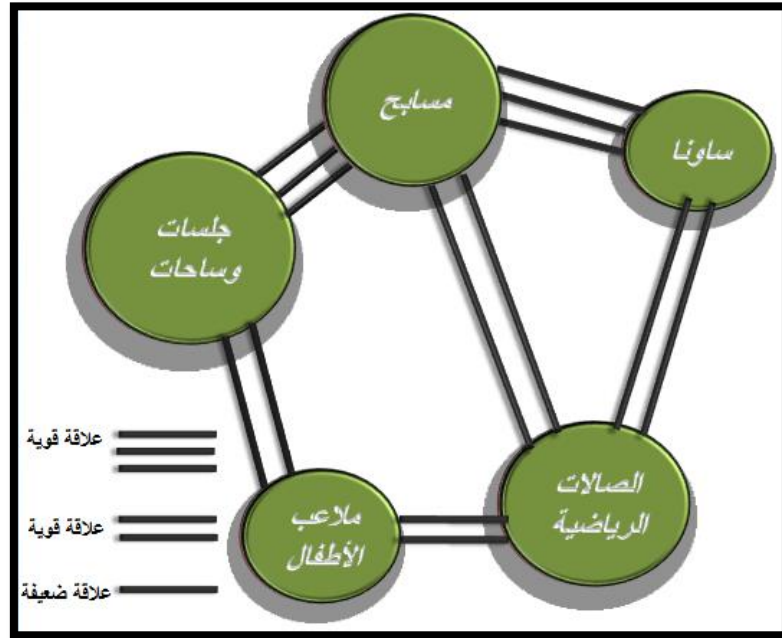 مسابح
ساونا
جلسات
وساحات
الصالات
الرياضية
ملاعب
الأطفال
علاقة قوية
علاقة قوية
علاقة ضعيفة